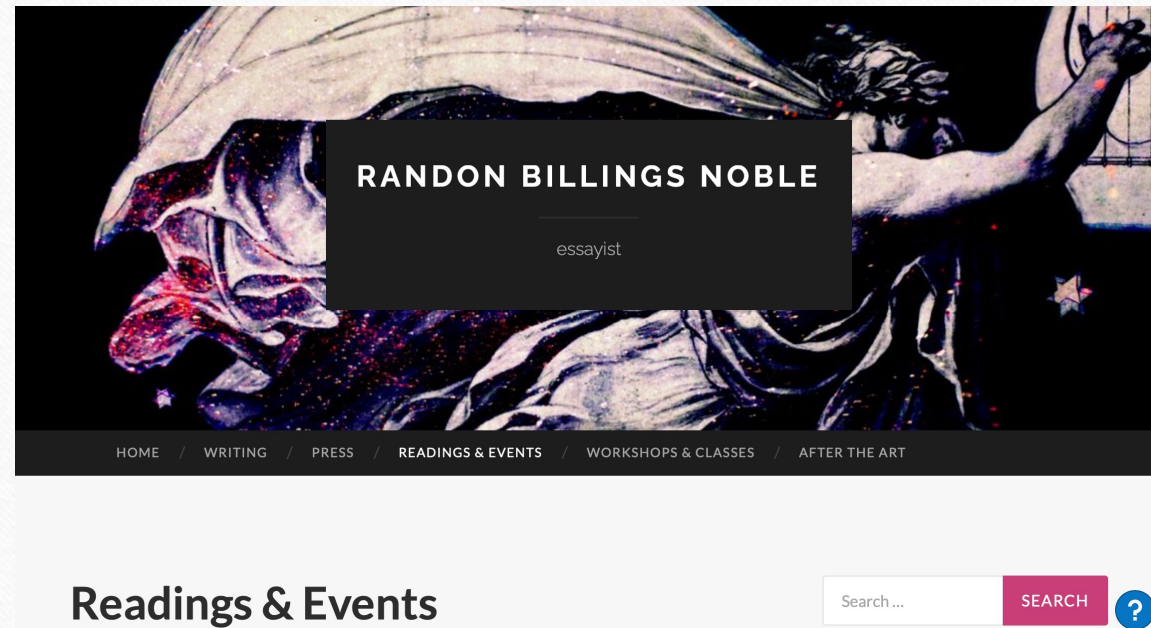 RANDON BILLINGS NOBLE
essayist
HOME / WRITING / PRESS / READINGS & EVENTS / WORKSHOPS & CLASSES / AFTER THE ART
Readings & Events
Search ... SEARCH ?